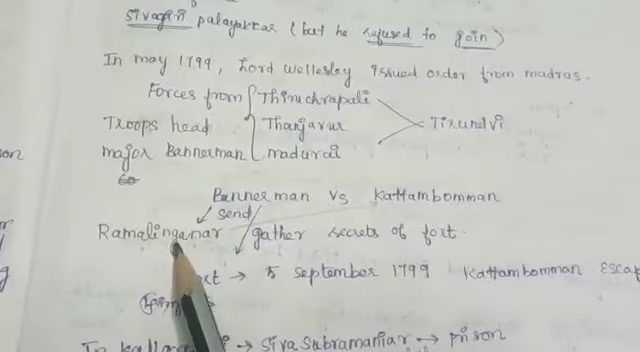 Sivagiri palayakkar (but he refused to join)
In may 1799, Lord Wellesley issued order from madras.
Forces from Thiruchrapali
Troops head Thanjavur Tirunelvi
major Bannerman madurai
Bannerman vs Kattambomman
send
Ramalinganar gather secrets of fort.
→ 5 September 1799 Kattambomman Escap
→ Siva Subramaniar → prison